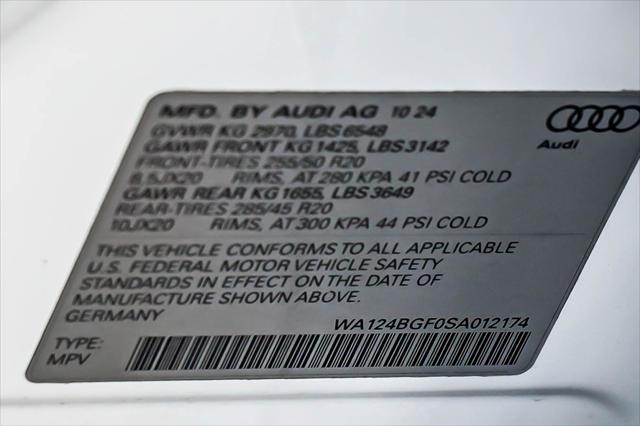 MFD. BY AUDI AG 10 24
GVWR KG 2970, LBS 6548
GAWR FRONT KG 1425, LBS 3142
FRONT-TIRES 255/50 R20
8,5JX20 RIMS, AT 280 KPA 41 PSI COLD
GAWR REAR KG 1655, LBS 3649
REAR-TIRES 285/45 R20
10JX20 RIMS, AT 300 KPA 44 PSI COLD
Audi
THIS VEHICLE CONFORMS TO ALL APPLICABLE
U.S. FEDERAL MOTOR VEHICLE SAFETY
STANDARDS IN EFFECT ON THE DATE OF
MANUFACTURE SHOWN ABOVE.
GERMANY
WA124BGF0SA012174
TYPE:
MPV